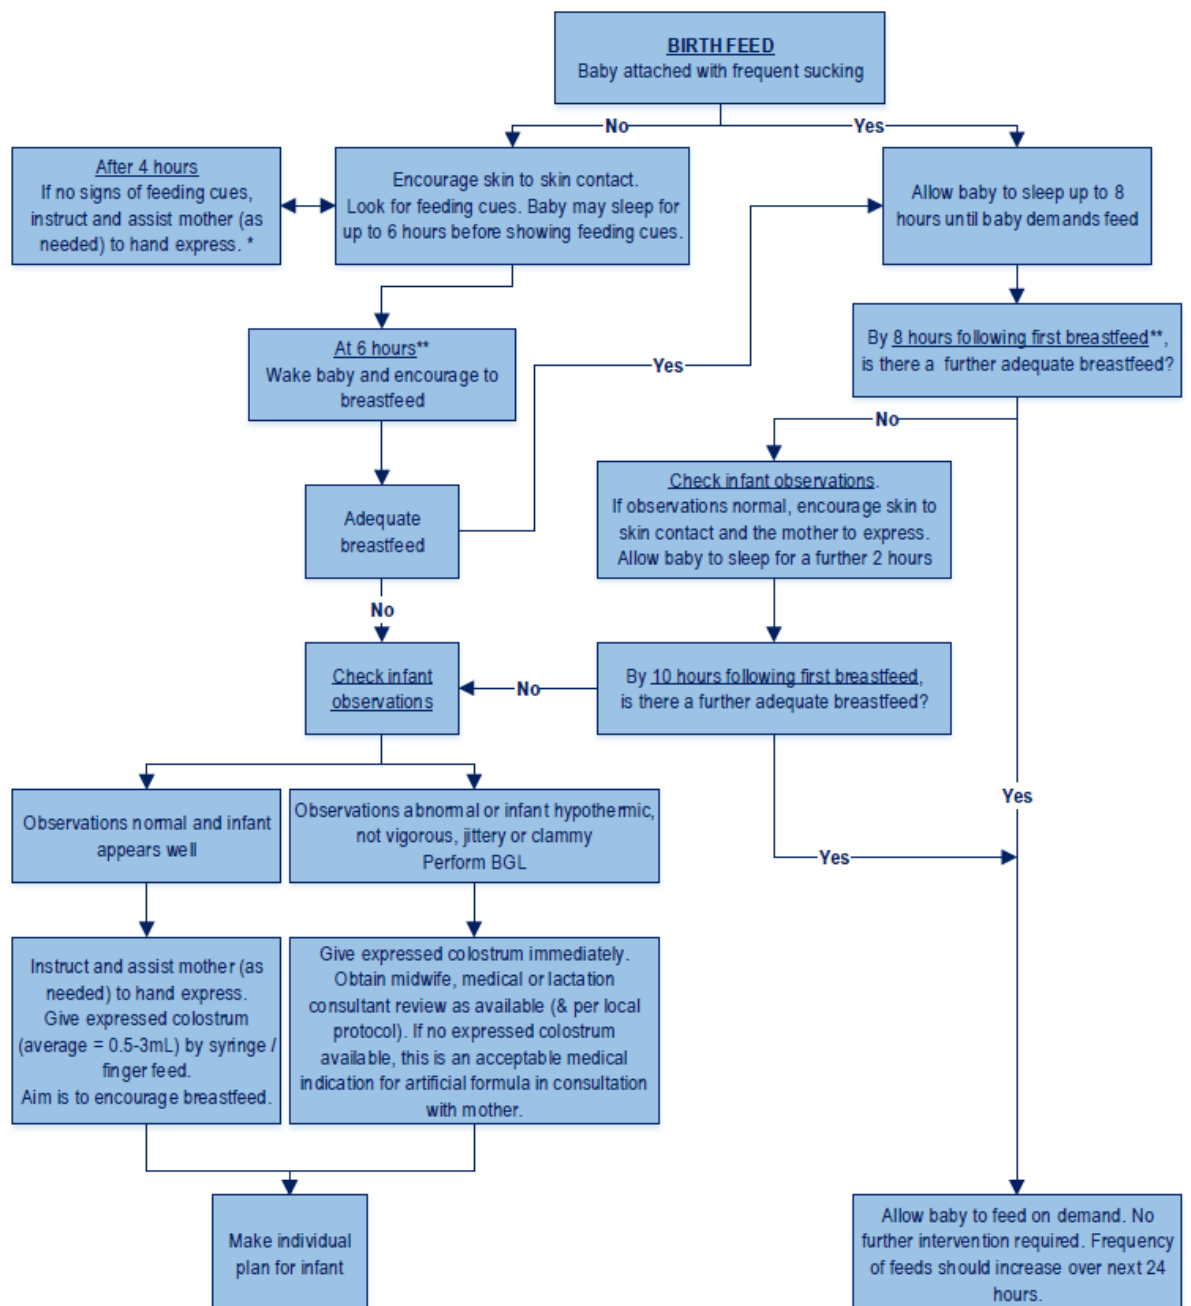 BIRTH FEED
Baby attached with frequent sucking
No
Yes
After 4 hours
If no signs of feeding cues,
instruct and assist mother (as
needed) to hand express. *
Encourage skin to skin contact.
Look for feeding cues. Baby may sleep for
up to 6 hours before showing feeding cues.
Allow baby to sleep up to 8
hours until baby demands feed
At 6 hours**
Wake baby and encourage to
breastfeed
Yes
By 8 hours following first breastfeed**,
is there a further adequate breastfeed?
No
Adequate
breastfeed
Check infant observations.
If observations normal, encourage skin to
skin contact and the mother to express.
Allow baby to sleep for a further 2 hours
No
Check infant
observations
No
By 10 hours following first breastfeed,
is there a further adequate breastfeed?
Yes
Observations normal and infant
appears well
Observations abnormal or infant hypothermic,
not vigorous, jittery or clammy
Perform BGL
Yes
Instruct and assist mother (as
needed) to hand express.
Give expressed colostrum
(average = 0.5-3mL) by syringe /
finger feed.
Aim is to encourage breastfeed.
Give expressed colostrum immediately.
Obtain midwife, medical or lactation
consultant review as available (& per local
protocol). If no expressed colostrum
available, this is an acceptable medical
indication for artificial formula in consultation
with mother.
Make individual
plan for infant
Allow baby to feed on demand. No
further intervention required. Frequency
of feeds should increase over next 24
hours.